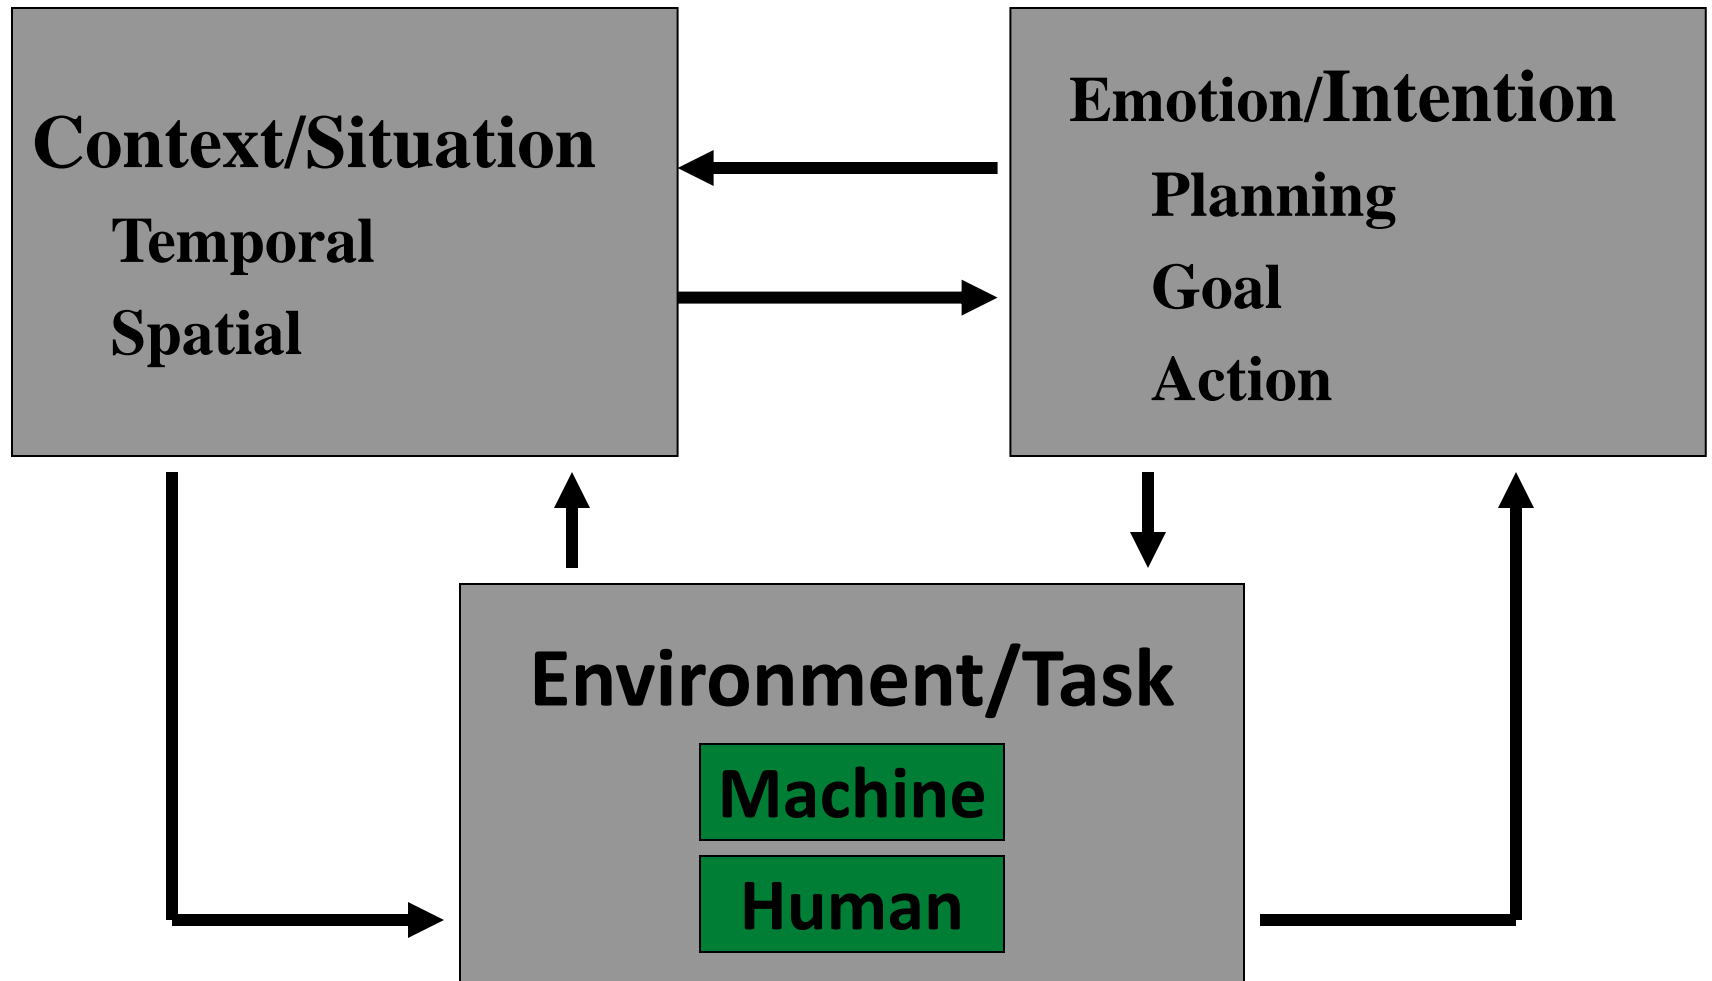 Context/Situation
Temporal
Spatial
Emotion/Intention
Planning
Goal
Action
Environment/Task
Machine
Human